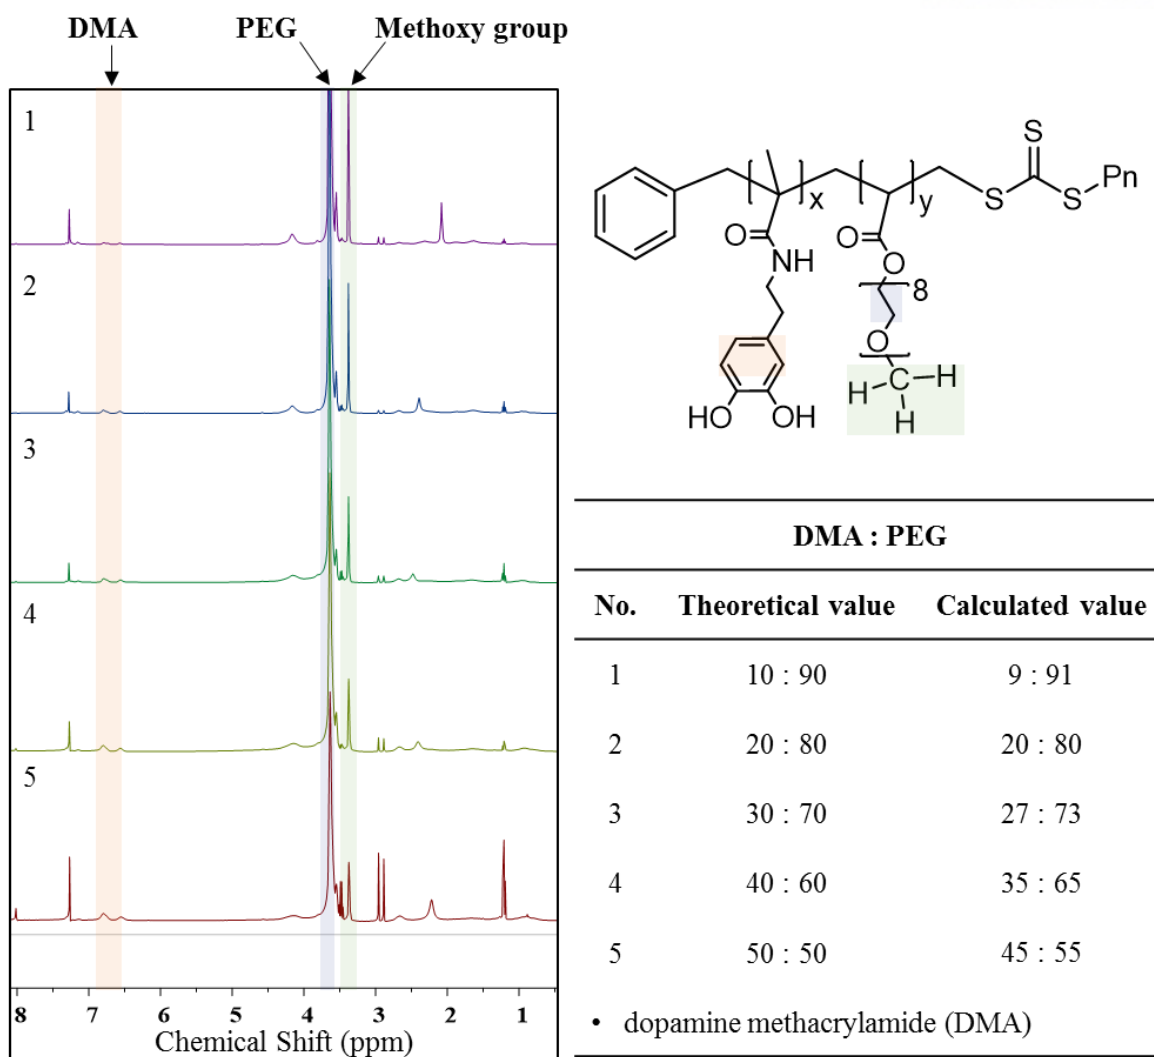 DMA PEG Methoxy group
1
2
3
4
5
8 7 6 5 4 3 2 1
Chemical Shift (ppm)
S
S
S
Pn
x
y
O
NH
O
O
8
O
H
C
H
H
HO
OH
DMA : PEG
No. Theoretical value Calculated value
1 10 : 90 9 : 91
2 20 : 80 20 : 80
3 30 : 70 27 : 73
4 40 : 60 35 : 65
5 50 : 50 45 : 55
• dopamine methacrylamide (DMA)